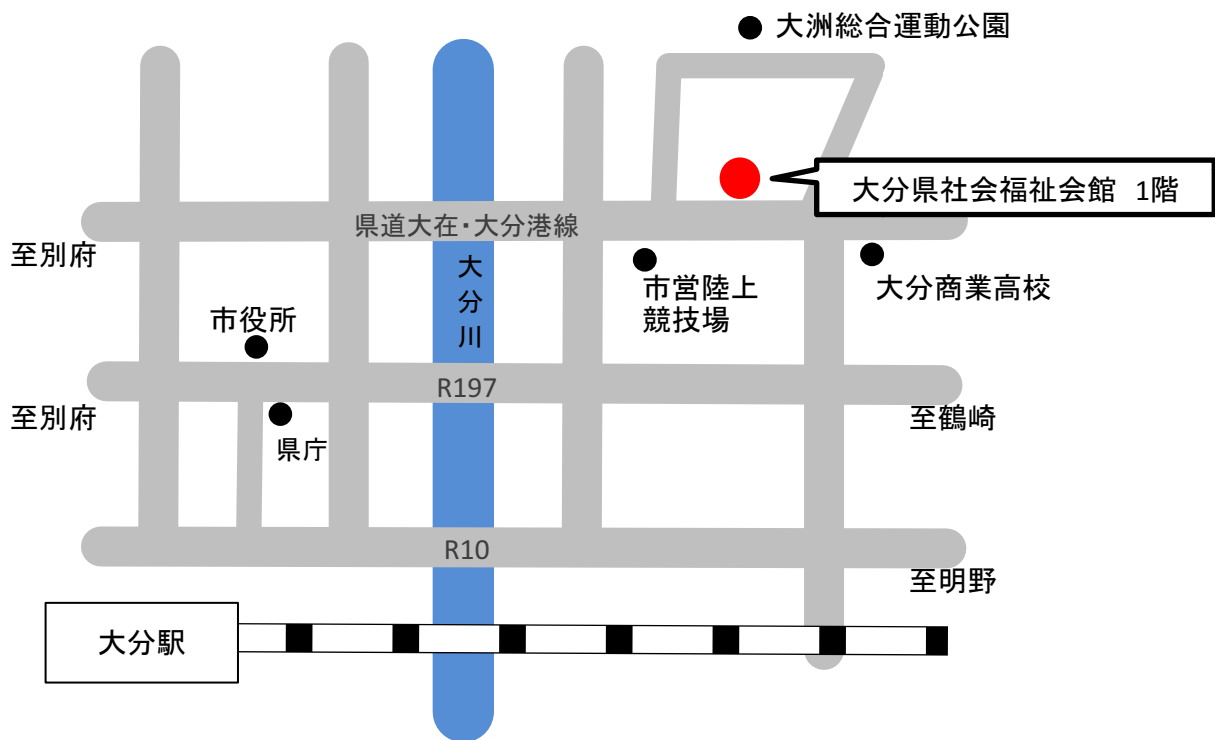 大洲総合運動公園
大分県社会福祉会館 1階
県道大在・大分港線
至別府
大分川
市営陸上
競技場
大分商業高校
市役所
R197
至別府
至鶴崎
県庁
R10
至明野
大分駅